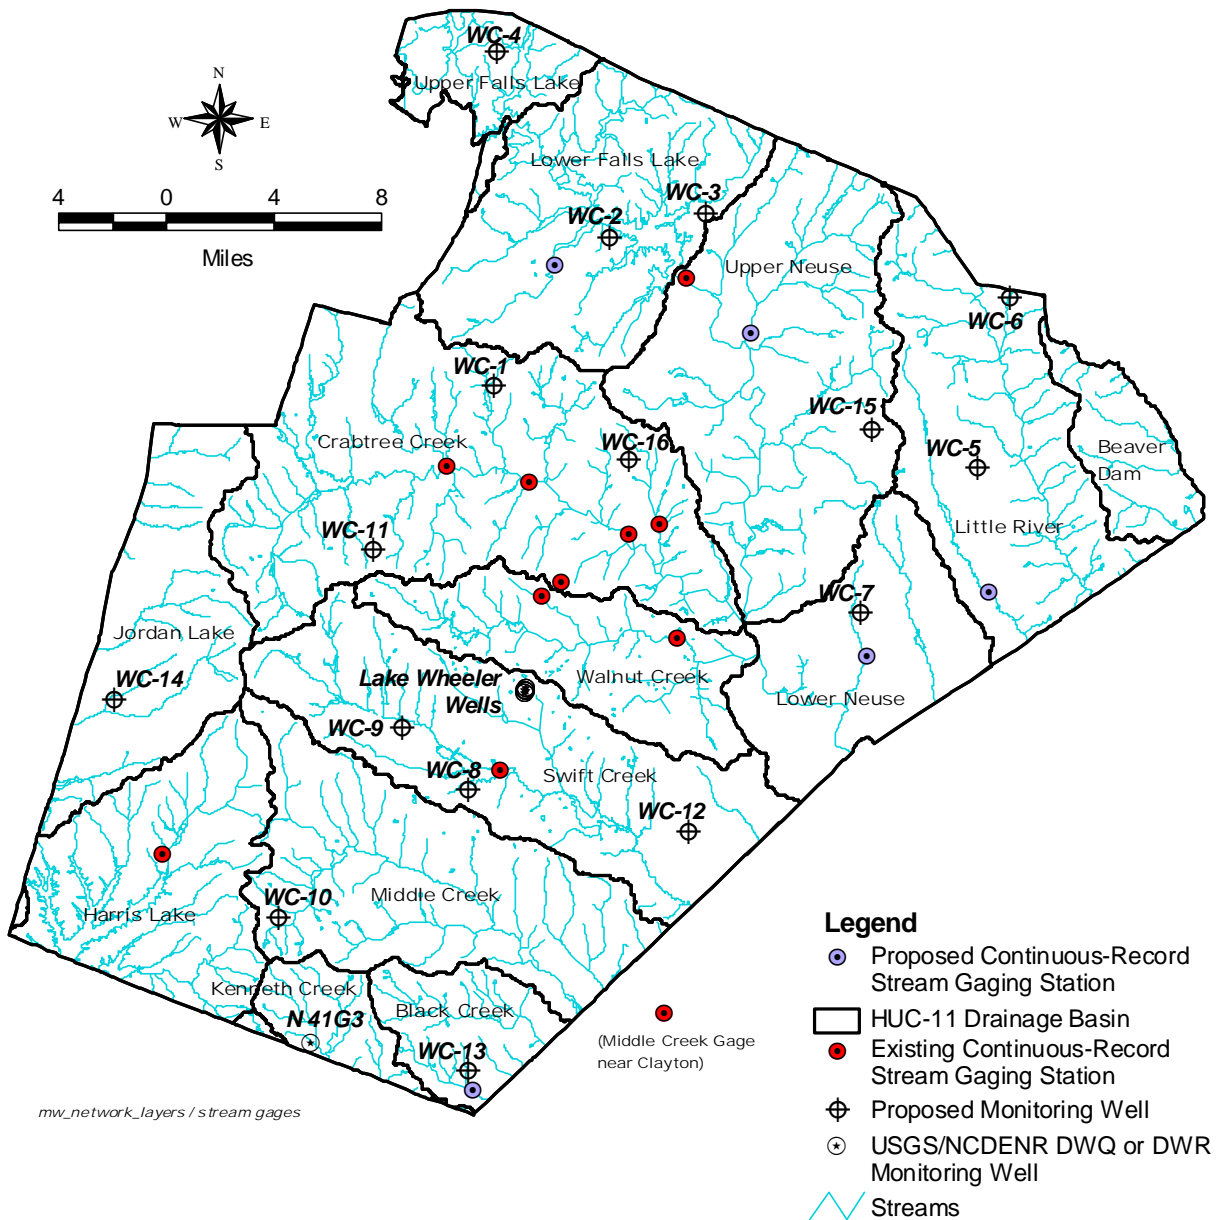 WC-4
Upper Falls Lake
N
W
E
S
4
0
4
8
Miles
Lower Falls Lake
WC-3
WC-2
Upper Neuse
WC-6
WC-1
WC-15
Crabtree Creek
WC-16
WC-5
Beaver
Dam
WC-11
Little River
WC-7
Jordan Lake
WC-14
Lake Wheeler
Wells
Walnut Creek
Lower Neuse
WC-9
WC-8
Swift Creek
WC-12
WC-10
Middle Creek
Harris Lake
Kenneth Creek
N 41G3
Black Creek
WC-13
(Middle Creek Gage
near Clayton)
mw_network_layers / stream gages
Legend
Proposed Continuous-Record
Stream Gaging Station
HUC-11 Drainage Basin
Existing Continuous-Record
Stream Gaging Station
Proposed Monitoring Well
USGS/NCDENR DWQ or DWR
Monitoring Well
Streams